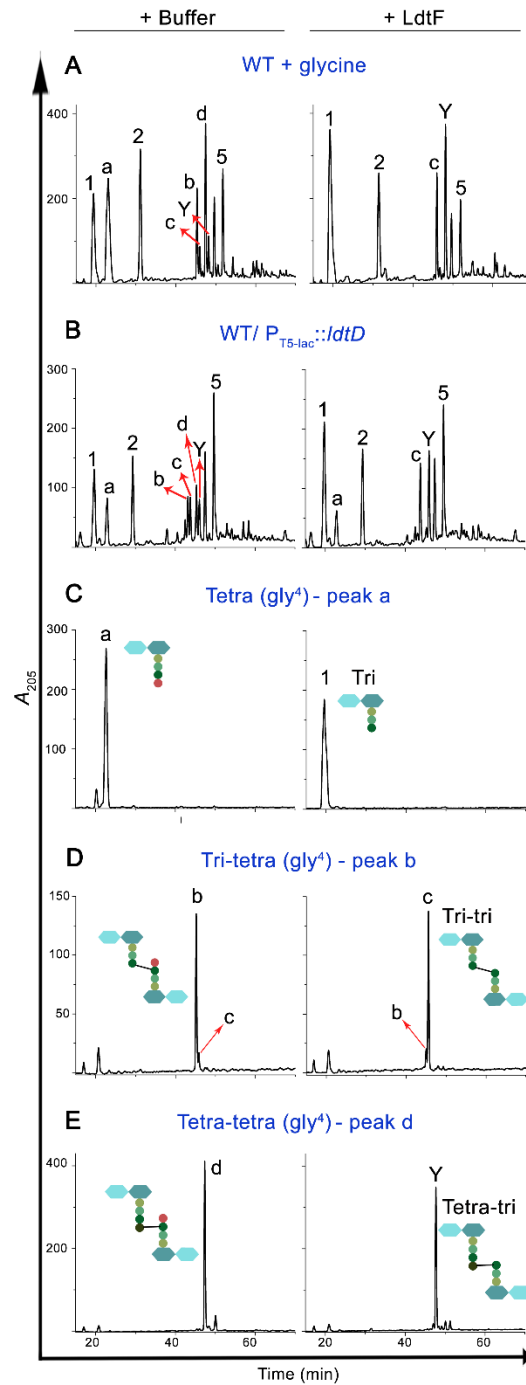 + Buffer + LdtF
A WT + glycine
400
200
1 a 2 b d 5
Y
c
1 2 c Y 5
B WT/ P_T5-lac::ldtD
300
200
150
100
50
1 a 2 b c d Y 5
1 a 2 c Y 5
C Tetra (gly⁴) - peak a
300
200
100
a
1 Tri
A205
D Tri-tetra (gly⁴) - peak b
150
100
50
b
c
c Tri-tri
b
E Tetra-tetra (gly⁴) - peak d
400
200
d
Y Tetra-tri
20 40 60 20 40 60
Time (min)